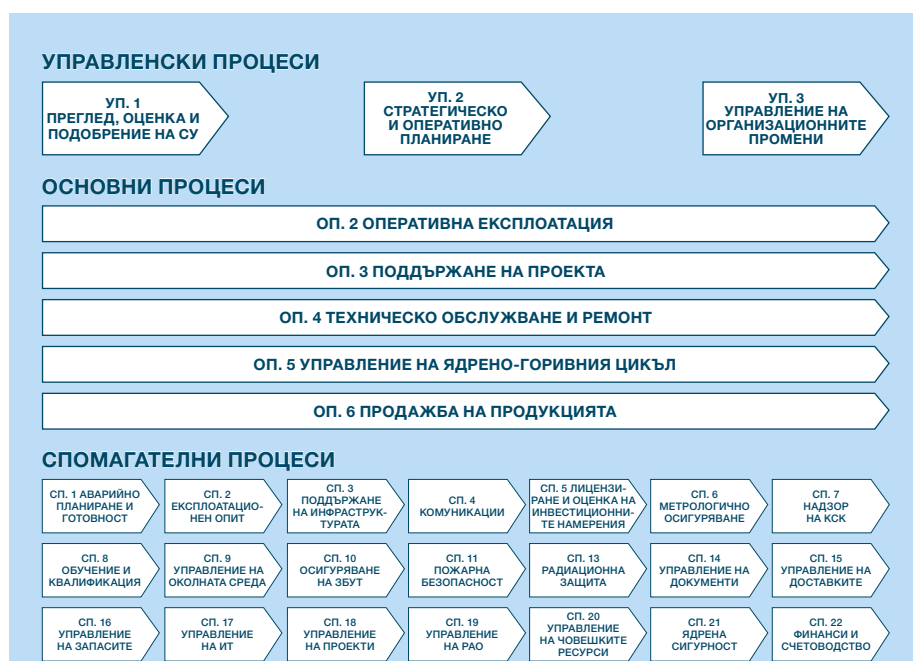 УПРАВЛЕНСКИ ПРОЦЕСИ
УП. 1
ПРЕГЛЕД, ОЦЕНКА И
ПОДОБРЕНИЕ НА СУ
УП. 2
СТРАТЕГИЧЕСКО
И ОПЕРАТИВНО
ПЛАНИРАНЕ
УП. 3
УПРАВЛЕНИЕ НА
ОРГАНИЗАЦИОННИТЕ
ПРОМЕНИ
ОСНОВНИ ПРОЦЕСИ
ОП. 2 ОПЕРАТИВНА ЕКСПЛОАТАЦИЯ
ОП. 3 ПОДДЪРЖАНЕ НА ПРОЕКТА
ОП. 4 ТЕХНИЧЕСКО ОБСЛУЖВАНЕ И РЕМОНТ
ОП. 5 УПРАВЛЕНИЕ НА ЯДРЕНО-ГОРИВНИЯ ЦИКЪЛ
ОП. 6 ПРОДАЖБА НА ПРОДУКЦИЯТА
СПОМАГАТЕЛНИ ПРОЦЕСИ
СП. 1 АВАРИЙНО
ПЛАНИРАНЕ И
ГОТОВНОСТ
СП. 2
ЕКСПЛОАТАЦИО-
НЕН ОПИТ
СП. 3
ПОДДЪРЖАНЕ
НА ИНФРАСТРУК-
ТУРАТА
СП. 4
КОМУНИКАЦИИ
СП. 5 ЛИЦЕНЗИ-
РАНЕ И ОЦЕНКА НА
ИНВЕСТИЦИОННИ-
ТЕ НАМЕРЕНИЯ
СП. 6
МЕТРОЛОГИЧНО
ОСИГУРЯВАНЕ
СП. 7
НАДЗОР
НА КСК
СП. 8
ОБУЧЕНИЕ И
КВАЛИФИКАЦИЯ
СП. 9
УПРАВЛЕНИЕ НА
ОКОЛНАТА СРЕДА
СП. 10
ОСИГУРЯВАНЕ
НА ЗБУТ
СП. 11
ПОЖАРНА
БЕЗОПАСНОСТ
СП. 13
РАДИАЦИОННА
ЗАЩИТА
СП. 14
УПРАВЛЕНИЕ НА
ДОКУМЕНТИ
СП. 15
УПРАВЛЕНИЕ НА
ДОСТАВКИТЕ
СП. 16
УПРАВЛЕНИЕ
НА ЗАПАСИТЕ
СП. 17
УПРАВЛЕНИЕ
НА ИТ
СП. 18
УПРАВЛЕНИЕ
НА ПРОЕКТИ
СП. 19
УПРАВЛЕНИЕ
НА РАО
СП. 20
УПРАВЛЕНИЕ
НА ЧОВЕШКИТЕ
РЕСУРСИ
СП. 21
ЯДРЕНА
СИГУРНОСТ
СП. 22
ФИНАНСИ И
СЧЕТОВОДСТВО